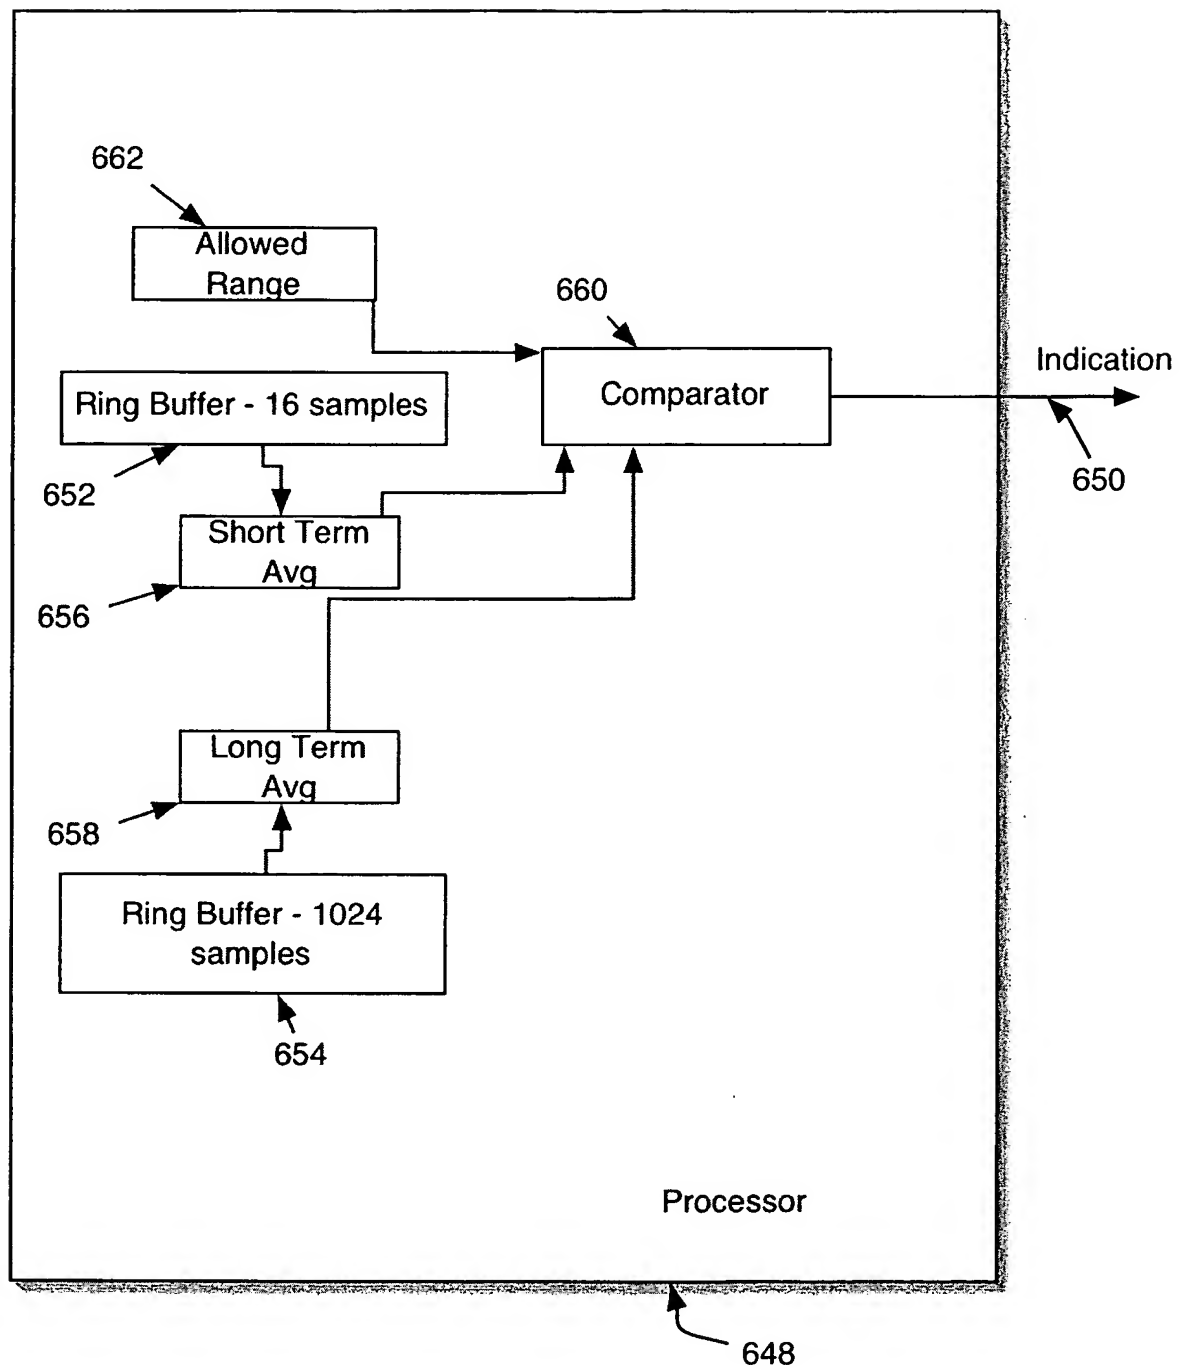 662
Allowed
Range
660
Comparator
Indication
650
Ring Buffer - 16 samples
652
Short Term
Avg
656
Long Term
Avg
658
Ring Buffer - 1024
samples
654
Processor
648